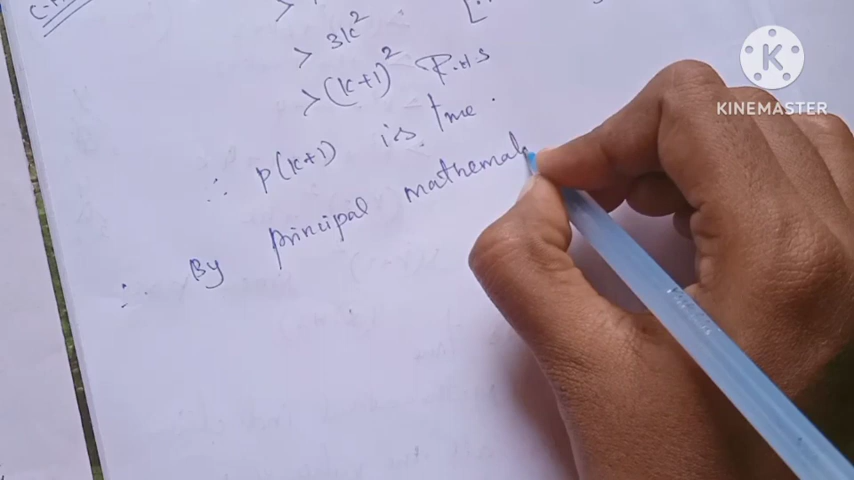 > 3k²
> (k+1)² R.H.S
∴ p(k+1) is true.
∴ By principal mathemat
KINEMASTER